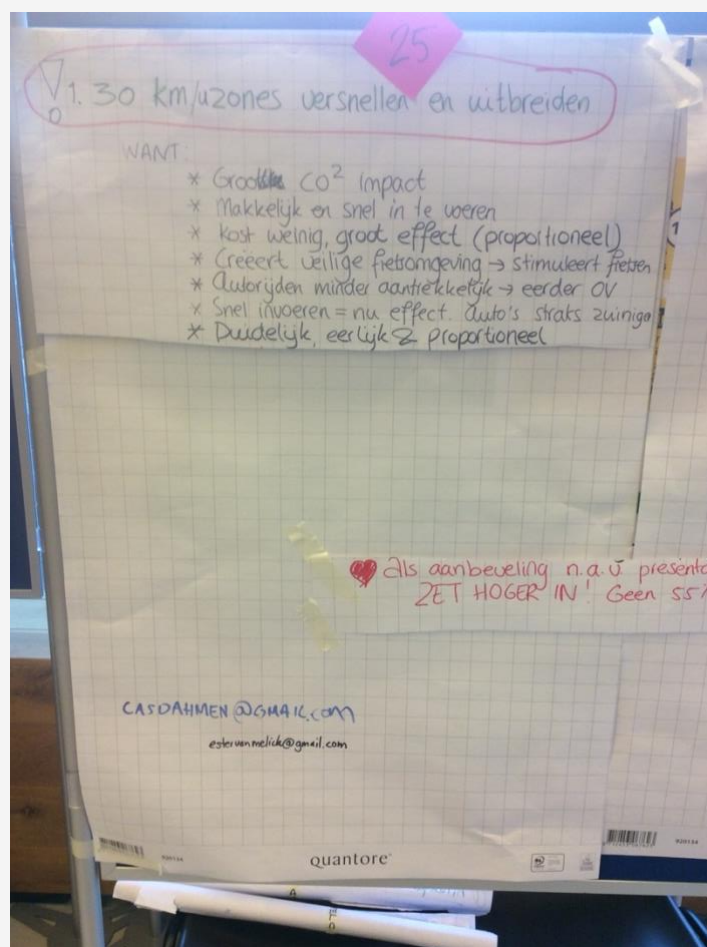 25
1. 30 km/uzones versnellen en uitbreiden
WANT:
* Groot CO² impact
* Makkelijk en snel in te voeren
* Kost weinig, groot effect (proportioneel)
* Creëert veilige fietsomgeving → stimuleert fietsen
* Autorijden minder aantrekkelijk → eerder OV
* Snel invoeren = nu effect. Auto's straks zuinige
* Duidelijk, eerlijk & proportioneel
Als aanbeveling n.a.v. presenta
ZET HOGER IN! Geen 55%
CASDAHMEN@GMAIL.COM
estervanmelick@gmail.com
quantore
920134
920134